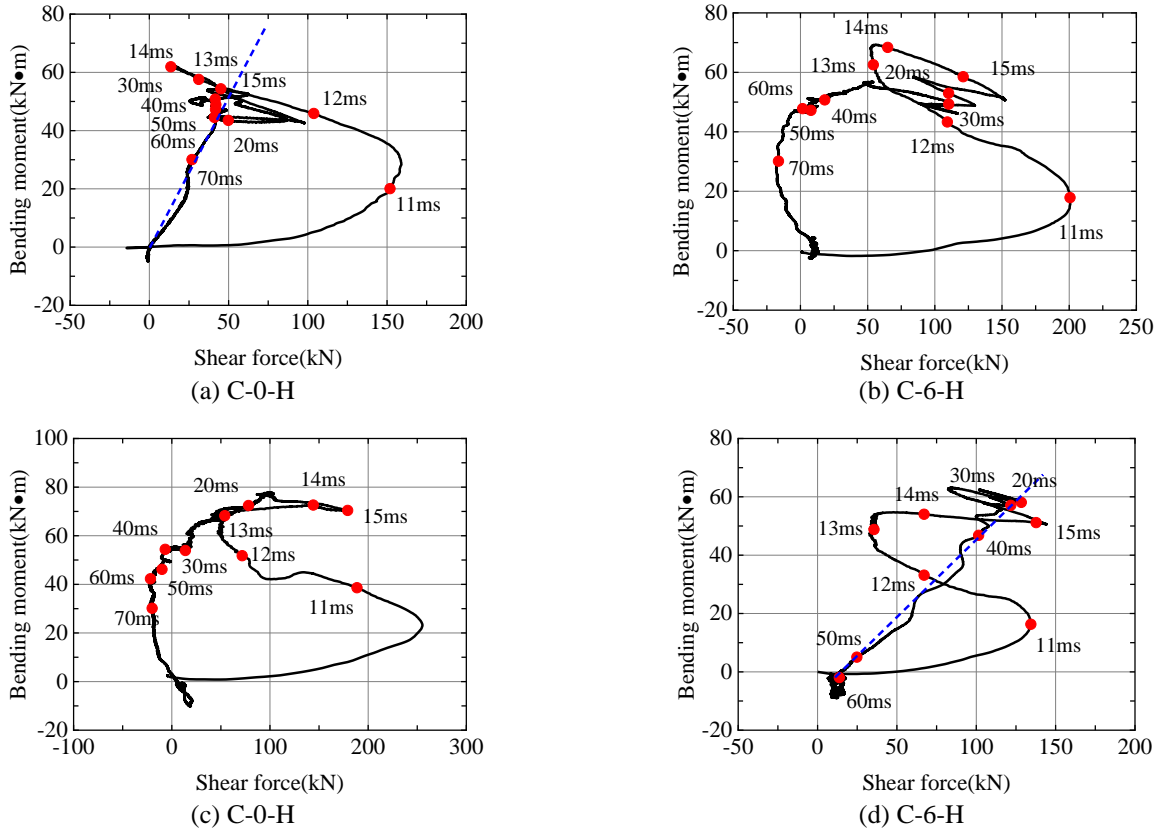 80
60
40
20
0
-20
-50
0
50
100
150
200
Bending moment(kN•m)
Shear force(kN)
14ms
13ms
15ms
30ms
12ms
40ms
50ms
20ms
60ms
70ms
11ms
(a) C-0-H
80
60
40
20
0
-20
-50
0
50
100
150
200
250
Bending moment(kN•m)
Shear force(kN)
14ms
13ms
20ms
15ms
60ms
40ms
30ms
50ms
12ms
70ms
11ms
(b) C-6-H
100
80
60
40
20
0
-20
-100
0
100
200
300
Bending moment(kN•m)
Shear force(kN)
20ms
14ms
15ms
40ms
13ms
30ms
12ms
60ms
50ms
11ms
70ms
(c) C-0-H
80
60
40
20
0
-20
-50
0
50
100
150
200
Bending moment(kN•m)
Shear force(kN)
30ms
20ms
14ms
13ms
15ms
40ms
12ms
50ms
11ms
60ms
(d) C-6-H